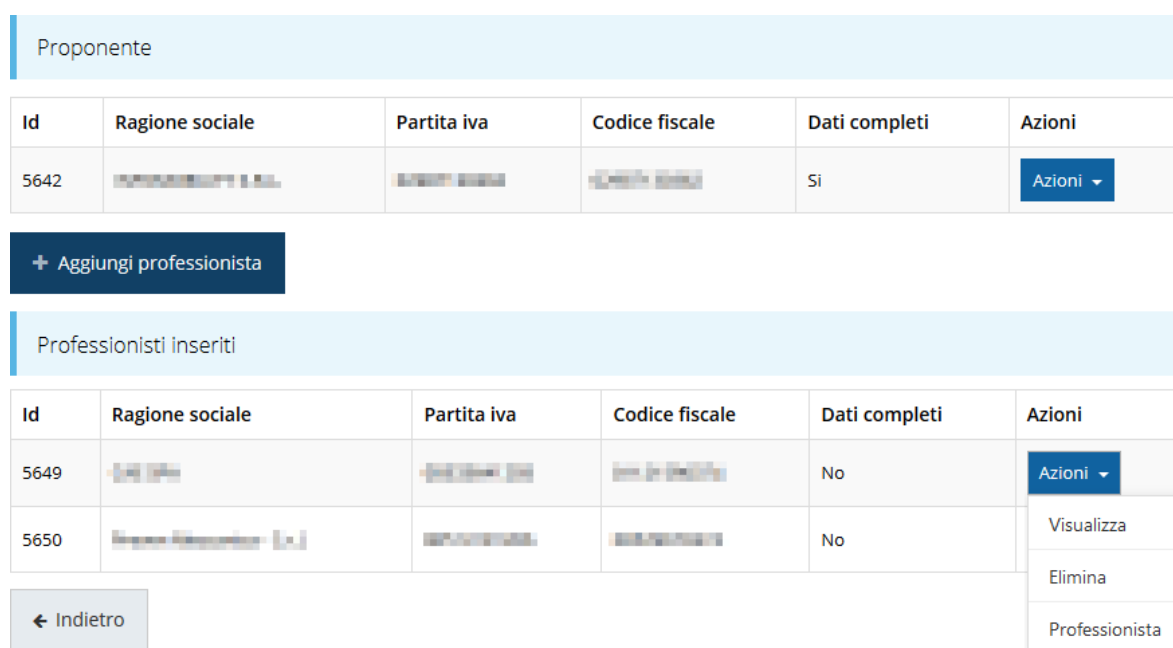 Proponente
Id Ragione sociale Partita iva Codice fiscale Dati completi Azioni
5642 Si Azioni
+ Aggiungi professionista
Professionisti inseriti
Id Ragione sociale Partita iva Codice fiscale Dati completi Azioni
5649 No Azioni
Visualizza
5650 No
Elimina
← Indietro
Professionista